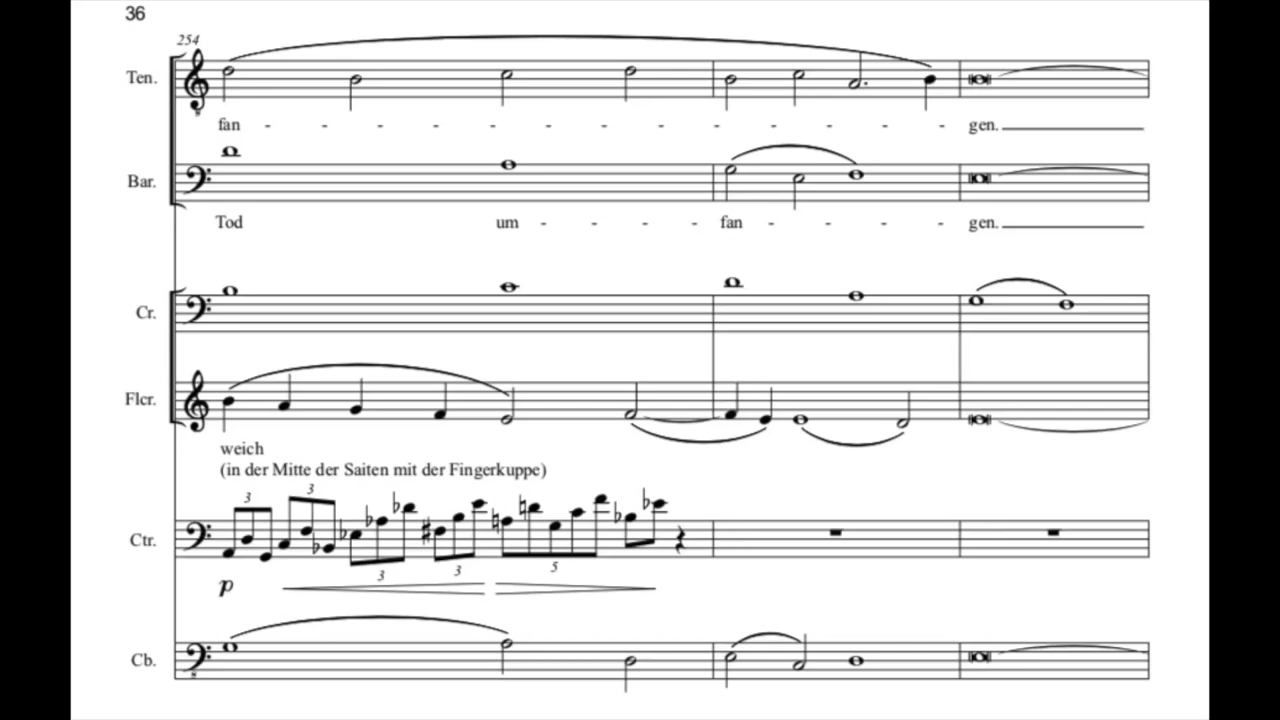 36
254
Ten.
fan - - - - - - - - - - - - - gen.
Bar.
Tod um - - - - fan - - - - gen.
Cr.
Flcr.
weich
(in der Mitte der Saiten mit der Fingerkuppe)
3 3
Ctr.
3 3 5
p
Cb.